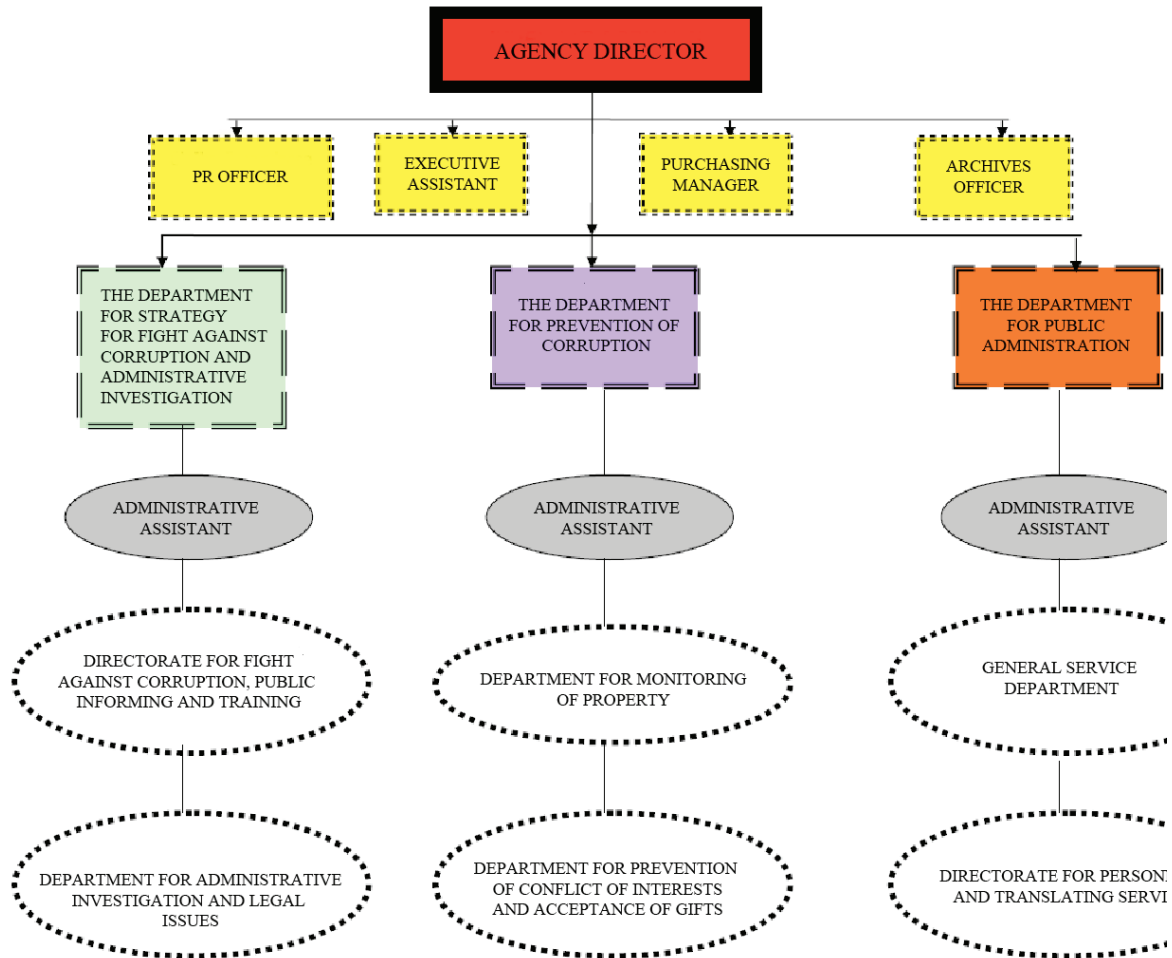 AGENCY DIRECTOR
PR OFFICER
EXECUTIVE
ASSISTANT
PURCHASING
MANAGER
ARCHIVES
OFFICER
THE DEPARTMENT
FOR STRATEGY
FOR FIGHT AGAINST
CORRUPTION AND
ADMINISTRATIVE
INVESTIGATION
THE DEPARTMENT
FOR PREVENTION OF
CORRUPTION
THE DEPARTMENT
FOR PUBLIC
ADMINISTRATION
ADMINISTRATIVE
ASSISTANT
ADMINISTRATIVE
ASSISTANT
ADMINISTRATIVE
ASSISTANT
DIRECTORATE FOR FIGHT
AGAINST CORRUPTION, PUBLIC
INFORMING AND TRAINING
DEPARTMENT FOR MONITORING
OF PROPERTY
GENERAL SERVICE
DEPARTMENT
DEPARTMENT FOR ADMINISTRATIVE
INVESTIGATION AND LEGAL
ISSUES
DEPARTMENT FOR PREVENTION
OF CONFLICT OF INTERESTS
AND ACCEPTANCE OF GIFTS
DIRECTORATE FOR
AND TRANSLATING